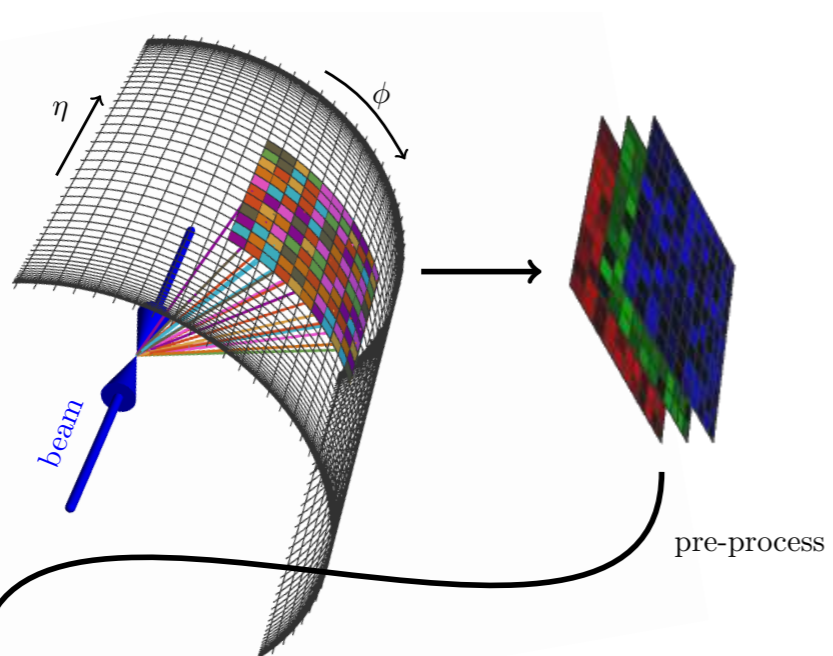 η
ϕ
beam
pre-process